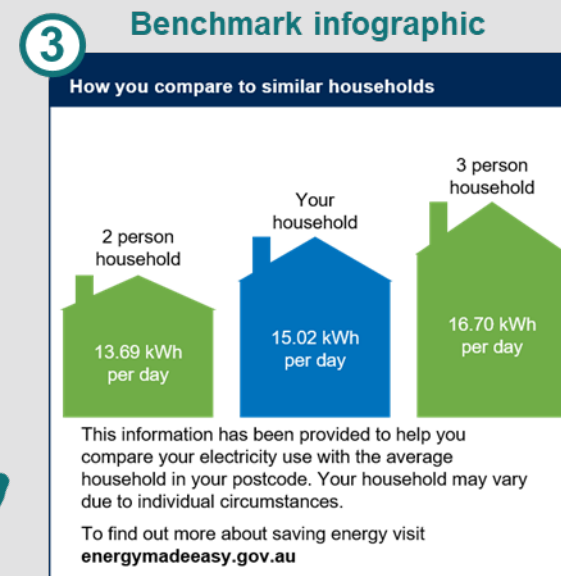 3
Benchmark infographic
How you compare to similar households
2 person
household
13.69 kWh
per day
Your
household
15.02 kWh
per day
3 person
household
16.70 kWh
per day
This information has been provided to help you
compare your electricity use with the average
household in your postcode. Your household may vary
due to individual circumstances.
To find out more about saving energy visit
energymadeeasy.gov.au